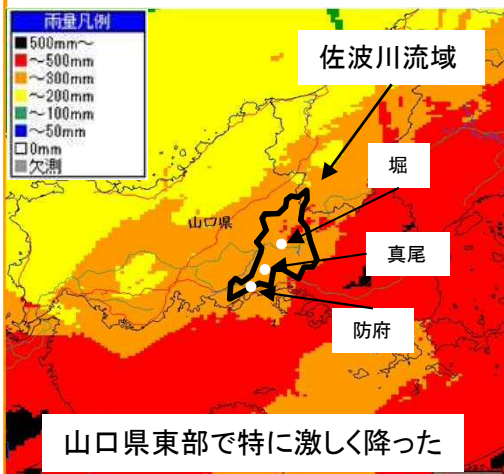 雨量凡例
500mm～
～500mm
～300mm
～200mm
～100mm
～50mm
0mm
欠測
佐波川流域
堀
山口県
真尾
防府
山口県東部で特に激しく降った